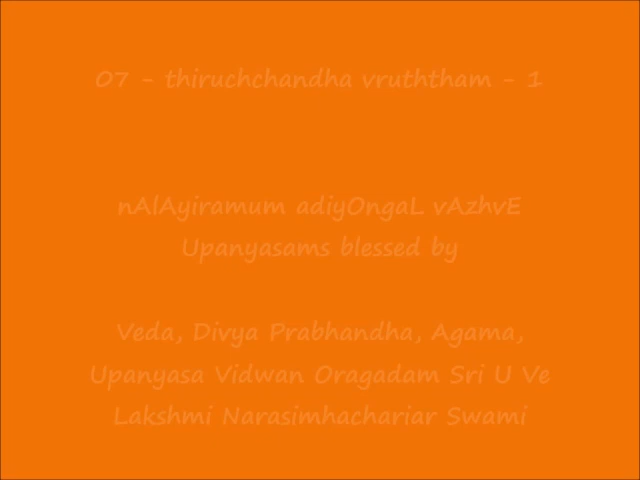 07 - thiruchchandha vruththam - 1
nAlAyiramum adiyOngaL vAzhvE
Upanyasams blessed by
Veda, Divya Prabhandha, Agama,
Upanyasa Vidwan Oragadam Sri U Ve
Lakshmi Narasimhachariar Swami